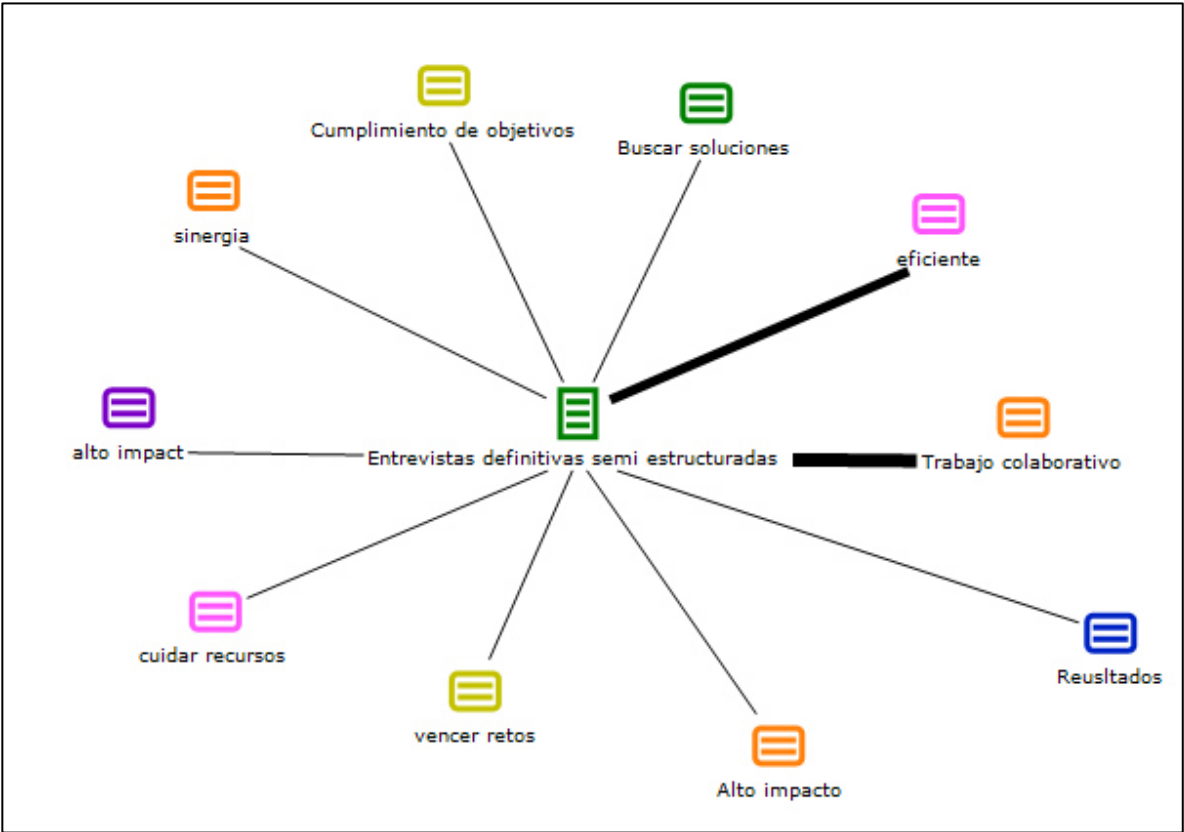 Cumplimiento de objetivos
Buscar soluciones
sinergia
eficiente
alto impact
Entrevistas definitivas semi estructuradas
Trabajo colaborativo
cuidar recursos
Reusltados
vencer retos
Alto impacto